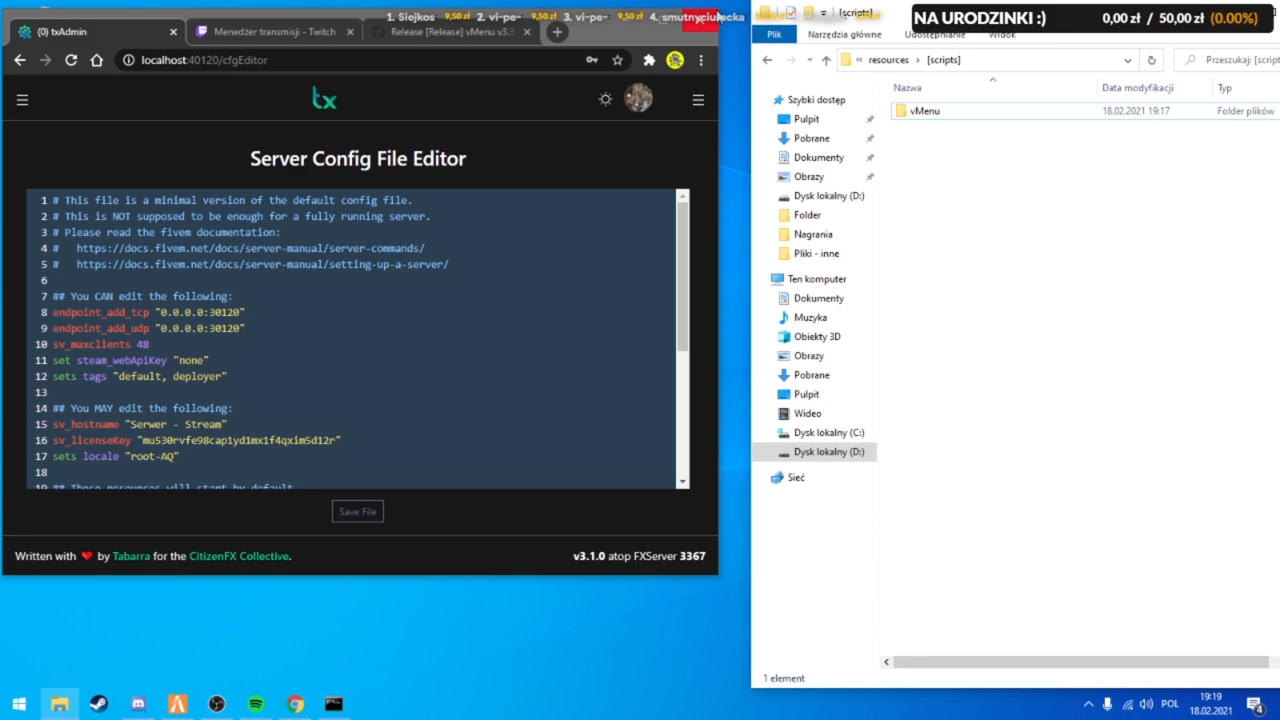 1. Siejkos 9,50 zł 2. vi-pe- 9,50 zł 3. vi-pe- 9,50 zł 4. smutnyciulecka
txAdmin
Menedżer transmisji - Twitch
Release [Release] vMenu v3.
localhost:40120/cfgEditor
tx
Server Config File Editor
1 # This file is a minimal version of the default config file.
2 # This is NOT supposed to be enough for a fully running server.
3 # Please read the fivem documentation:
4 #   https://docs.fivem.net/docs/server-manual/server-commands/
5 #   https://docs.fivem.net/docs/server-manual/setting-up-a-server/
6
7 ## You CAN edit the following:
8 endpoint_add_tcp "0.0.0.0:30120"
9 endpoint_add_udp "0.0.0.0:30120"
10 sv_maxclients 48
11 set steam_webApiKey "none"
12 sets tags "default, deployer"
13
14 ## You MAY edit the following:
15 sv_hostname "Serwer - Stream"
16 sv_licenseKey "mu530rvfe98cap1yd1mx1f4qxim5d12r"
17 sets locale "root-AQ"
18
19 ## These resources will start by default.
Save File
Written with ❤ by Tabarra for the CitizenFX Collective.
v3.1.0 atop FXServer 3367
[scripts]
NA URODZINKI :) 0,00 zł / 50,00 zł (0.00%)
Plik
Narzędzia główne
Udostępnianie
Widok
« resources › [scripts]
Przeszukaj: [script
Nazwa
Data modyfikacji
Typ
vMenu
18.02.2021 19:17
Folder plików
Szybki dostęp
Pulpit
Pobrane
Dokumenty
Obrazy
Dysk lokalny (D:)
Folder
Nagrania
Pliki - inne
Ten komputer
Dokumenty
Muzyka
Obiekty 3D
Obrazy
Pobrane
Pulpit
Wideo
Dysk lokalny (C:)
Dysk lokalny (D:)
Sieć
1 element
POL
19:19
18.02.2021
4